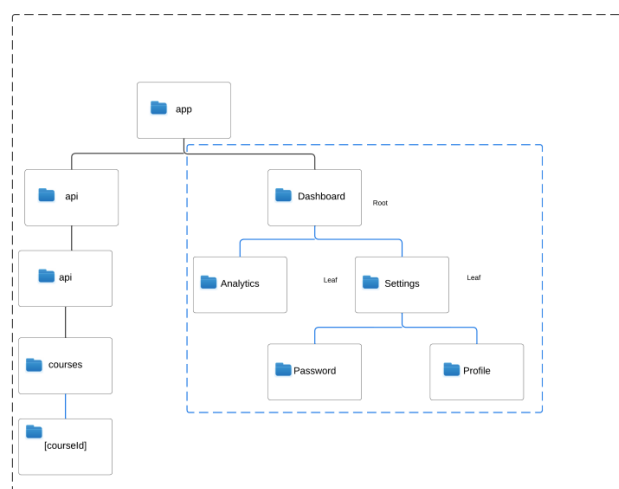 app
api
Dashboard
Root
api
Analytics
Leaf
Settings
Leaf
courses
Password
Profile
[courseId]